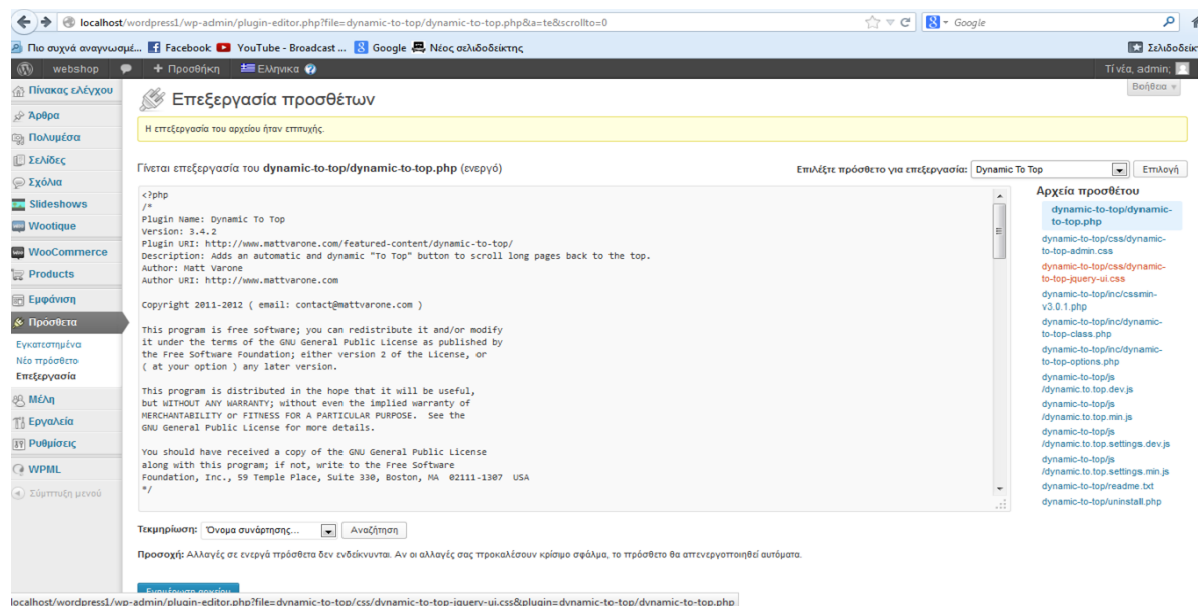 localhost/wordpress1/wp-admin/plugin-editor.php?file=dynamic-to-top/dynamic-to-top.php&a=te&scrollto=0
Google
Πιο συχνά αναγνωσμέ...
Facebook
YouTube - Broadcast ...
Google
Νέος σελιδοδείκτης
Σελιδοδείκ
webshop
+ Προσθήκη
Ελληνικα
Τί νέα, admin;
Πίνακας ελέγχου
Άρθρα
Πολυμέσα
Σελίδες
Σχόλια
Slideshows
Wootique
WooCommerce
Products
Εμφάνιση
Πρόσθετα
Εγκατεστημένα
Νέο πρόσθετο
Επεξεργασία
Μέλη
Εργαλεία
Ρυθμίσεις
WPML
Σύμπτυξη μενού
Βοήθεια
Επεξεργασία προσθέτων
Η επεξεργασία του αρχείου ήταν επιτυχής.
Γίνεται επεξεργασία του dynamic-to-top/dynamic-to-top.php (ενεργό)
Επιλέξτε πρόσθετο για επεξεργασία: Dynamic To Top Επιλογή
<?php
/*
Plugin Name: Dynamic To Top
Version: 3.4.2
Plugin URI: http://www.mattvarone.com/featured-content/dynamic-to-top/
Description: Adds an automatic and dynamic "To Top" button to scroll long pages back to the top.
Author: Matt Varone
Author URI: http://www.mattvarone.com
Copyright 2011-2012 ( email: contact@mattvarone.com )
This program is free software; you can redistribute it and/or modify
it under the terms of the GNU General Public License as published by
the Free Software Foundation; either version 2 of the License, or
( at your option ) any later version.
This program is distributed in the hope that it will be useful,
but WITHOUT ANY WARRANTY; without even the implied warranty of
MERCHANTABILITY or FITNESS FOR A PARTICULAR PURPOSE.  See the
GNU General Public License for more details.
You should have received a copy of the GNU General Public License
along with this program; if not, write to the Free Software
Foundation, Inc., 59 Temple Place, Suite 330, Boston, MA  02111-1307  USA
*/
Αρχεία προσθέτου
dynamic-to-top/dynamic-
to-top.php
dynamic-to-top/css/dynamic-
to-top-admin.css
dynamic-to-top/css/dynamic-
to-top-jquery-ui.css
dynamic-to-top/inc/cssmin-
v3.0.1.php
dynamic-to-top/inc/dynamic-
to-top-class.php
dynamic-to-top/inc/dynamic-
to-top-options.php
dynamic-to-top/js
/dynamic.to.top.dev.js
dynamic-to-top/js
/dynamic.to.top.min.js
dynamic-to-top/js
/dynamic.to.top.settings.dev.js
dynamic-to-top/js
/dynamic.to.top.settings.min.js
dynamic-to-top/readme.txt
dynamic-to-top/uninstall.php
Τεκμηρίωση: Όνομα συνάρτησης... Αναζήτηση
Προσοχή: Αλλαγές σε ενεργά πρόσθετα δεν ενδείκνυνται. Αν οι αλλαγές σας προκαλέσουν κρίσιμο σφάλμα, το πρόσθετο θα απενεργοποιηθεί αυτόματα.
Ενημέρωση αρχείου
localhost/wordpress1/wp-admin/plugin-editor.php?file=dynamic-to-top/css/dynamic-to-top-jquery-ui.css&plugin=dynamic-to-top/dynamic-to-top.php